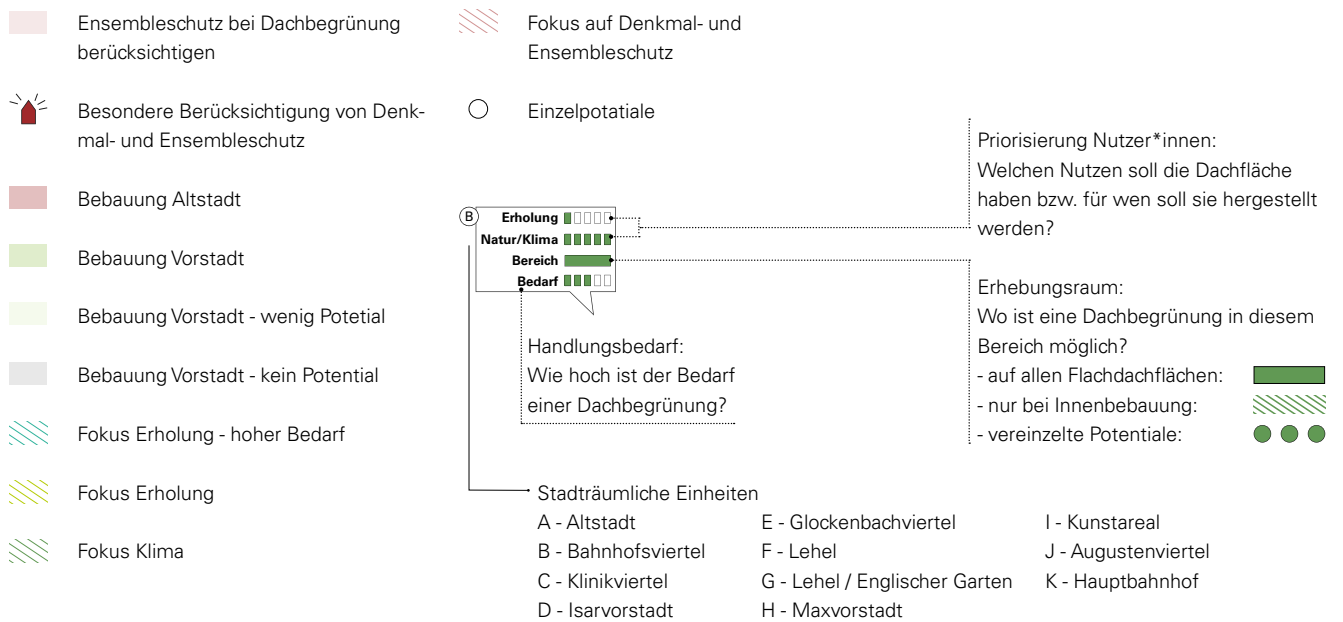 Ensembleschutz bei Dachbegrünung
berücksichtigen
Besondere Berücksichtigung von Denk-
mal- und Ensembleschutz
Bebauung Altstadt
Bebauung Vorstadt
Bebauung Vorstadt - wenig Potetial
Bebauung Vorstadt - kein Potential
Fokus Erholung - hoher Bedarf
Fokus Erholung
Fokus Klima
Fokus auf Denkmal- und
Ensembleschutz
Einzelpotatiale
B
Erholung
Natur/Klima
Bereich
Bedarf
Priorisierung Nutzer*innen:
Welchen Nutzen soll die Dachfläche
haben bzw. für wen soll sie hergestellt
werden?
Erhebungsraum:
Wo ist eine Dachbegrünung in diesem
Bereich möglich?
- auf allen Flachdachflächen:
- nur bei Innenbebauung:
- vereinzelte Potentiale:
Handlungsbedarf:
Wie hoch ist der Bedarf
einer Dachbegrünung?
Stadträumliche Einheiten
A - Altstadt
B - Bahnhofsviertel
C - Klinikviertel
D - Isarvorstadt
E - Glockenbachviertel
F - Lehel
G - Lehel / Englischer Garten
H - Maxvorstadt
I - Kunstareal
J - Augustenviertel
K - Hauptbahnhof